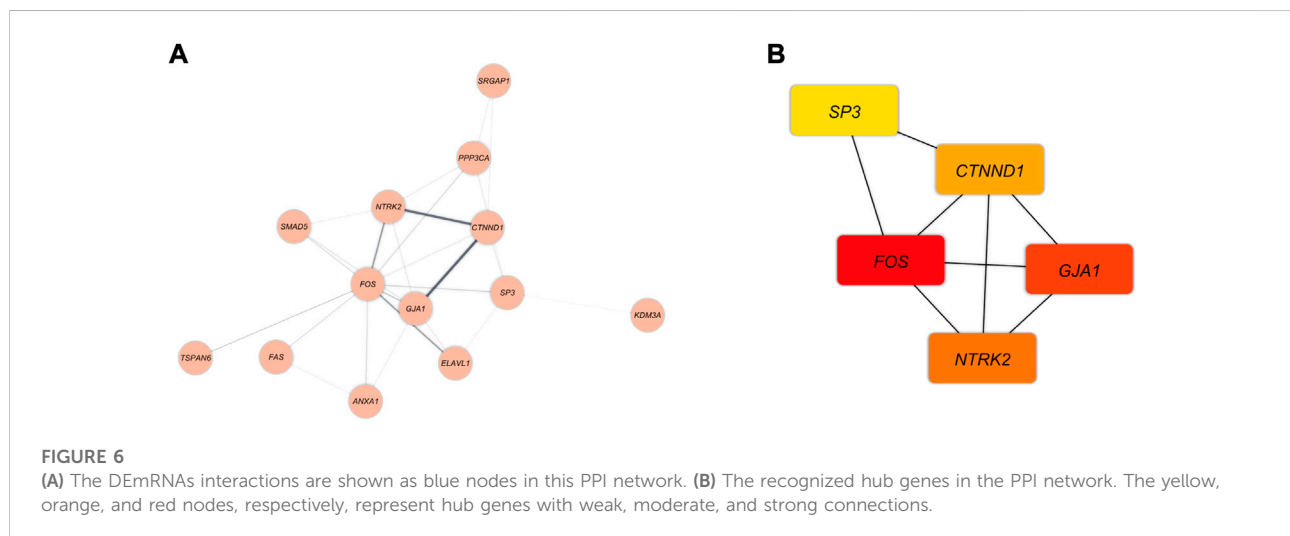 A
B
SRGAP1
PPP3CA
NTRK2
SMAD5
CTNND1
FOS
SP3
GJA1
KDM3A
TSPAN6
FAS
ELAVL1
ANXA1
SP3
CTNND1
FOS
GJA1
NTRK2
FIGURE 6
(A) The DEmRNAs interactions are shown as blue nodes in this PPI network. (B) The recognized hub genes in the PPI network. The yellow,
orange, and red nodes, respectively, represent hub genes with weak, moderate, and strong connections.